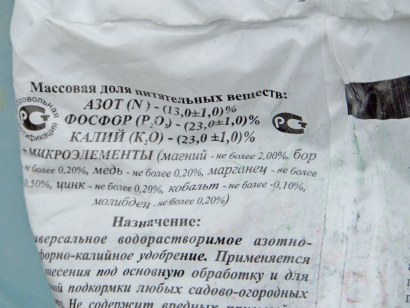 Массовая доля питательных веществ:
АЗОТ (N) - (13,0±1,0)%
ФОСФОР (P₂O₅) - (23,0±1,0)%
КАЛИЙ (K₂O) - (23,0 ±1,0)%
+ МИКРОЭЛЕМЕНТЫ (магний - не более 2,00%, бор
не более 0,20%, медь - не более 0,20%, марганец - не более
0,50%, цинк - не более 0,20%, кобальт - не более -0,10%,
молибден - не более 0,20%)
Назначение:
водорастворимое азотно-
калийное удобрение. Применяется
под основную обработку и для
подкормки любых садово-огородных
Не содержит вредных